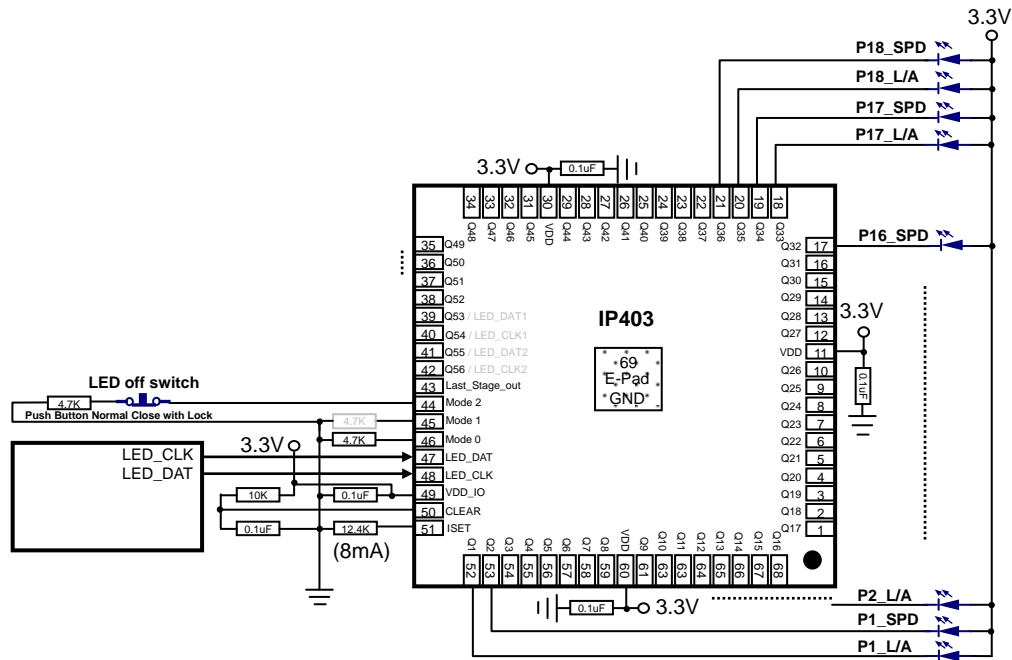 3.3V
P18_SPD
P18_L/A
P17_SPD
P17_L/A
3.3V
0.1uF
34 33 32 31 30 29 28 27 26 25 24 23 22 21 20 19 18
Q48 Q47 Q46 Q45 VDD Q44 Q43 Q42 Q41 Q40 Q39 Q38 Q37 Q36 Q35 Q34 Q33
35 Q49
36 Q50
37 Q51
38 Q52
39 Q53 / LED_DAT1
40 Q54 / LED_CLK1
41 Q55 / LED_DAT2
42 Q56 / LED_CLK2
43 Last_Stage_out
44 Mode 2
45 Mode 1
46 Mode 0
47 LED_DAT
48 LED_CLK
49 VDD_IO
50 CLEAR
51 ISET
IP403
69
E-Pad
GND
Q32 17
Q31 16
Q30 15
Q29 14
Q28 13
Q27 12
VDD 11
Q26 10
Q25 9
Q24 8
Q23 7
Q22 6
Q21 5
Q20 4
Q19 3
Q18 2
Q17 1
P16_SPD
3.3V
0.1uF
LED off switch
4.7K
Push Button Normal Close with Lock
4.7K
4.7K
LED_CLK
LED_DAT
3.3V
10K
0.1uF
0.1uF
12.4K
(8mA)
Q1 Q2 Q3 Q4 Q5 Q6 Q7 Q8 VDD Q9 Q10 Q11 Q12 Q13 Q14 Q15 Q16
52 53 54 55 56 57 58 59 60 61 63 63 64 65 66 67 68
0.1uF
3.3V
P2_L/A
P1_SPD
P1_L/A